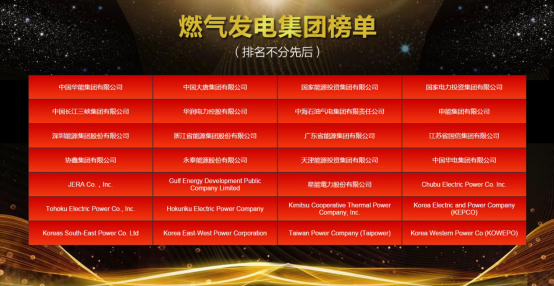 燃气发电集团榜单
（排名不分先后）
中国华能集团有限公司
中国大唐集团有限公司
国家能源投资集团有限公司
国家电力投资集团有限公司
中国长江三峡集团有限公司
华润电力控股有限公司
中海石油气电集团有限责任公司
申能集团有限公司
深圳能源集团股份有限公司
浙江省能源集团股份有限公司
广东省能源集团有限公司
江苏省国信集团有限公司
协鑫集团有限公司
永泰能源股份有限公司
天津能源投资集团有限公司
中国华电集团有限公司
JERA Co. , Inc.
Gulf Energy Development Public
Company Limited
能電力股份有限公司
Chubu Electric Power Co. Inc.
Tohoku Electric Power Co., Inc.
Hokuriku Electric Power Company
Kimitsu Cooperative Thermal Power
Company, Inc.
Korea Electric and Power Company
(KEPCO)
Koreas South-East Power Co. Ltd
Korea East-West Power Corporation
Taiwan Power Company (Taipower)
Korea Western Power Co (KOWEPO)